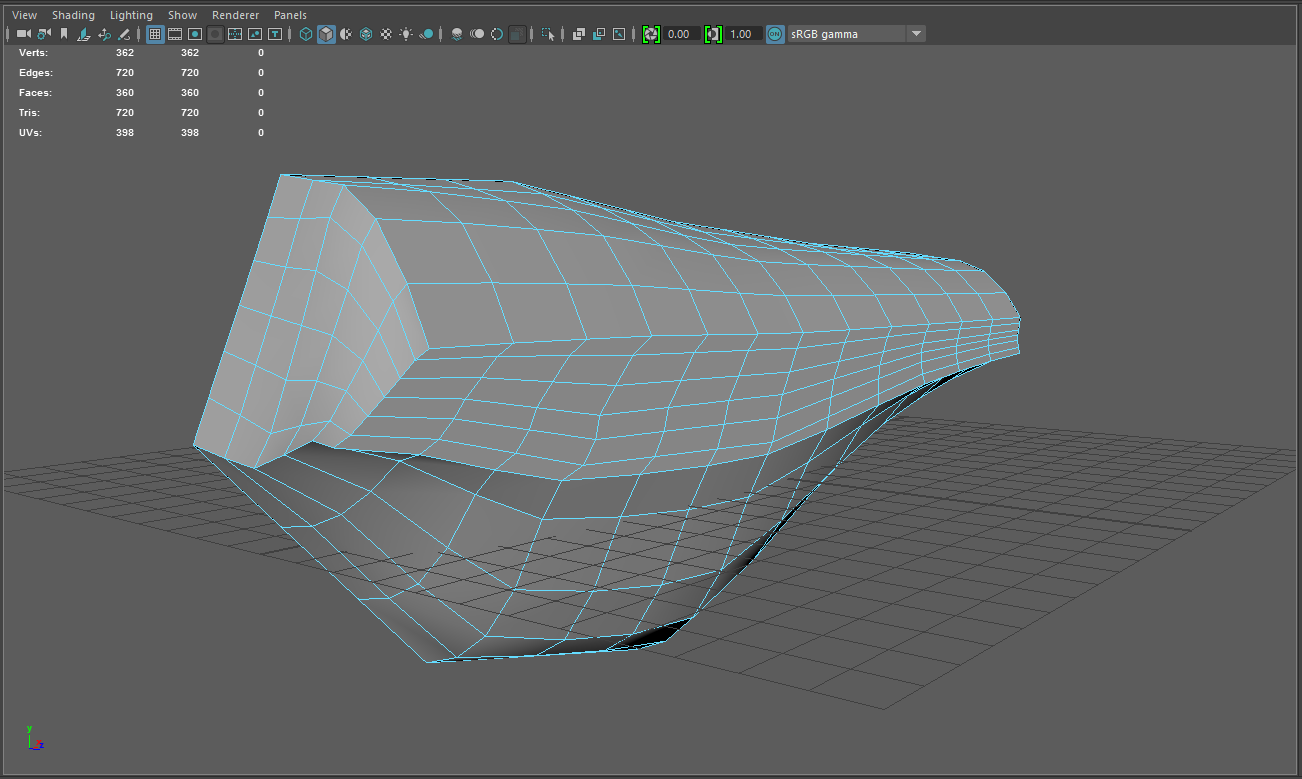 View Shading Lighting Show Renderer Panels
0.00 1.00 ON sRGB gamma
Verts: 362 362 0
Edges: 720 720 0
Faces: 360 360 0
Tris: 720 720 0
UVs: 398 398 0
y